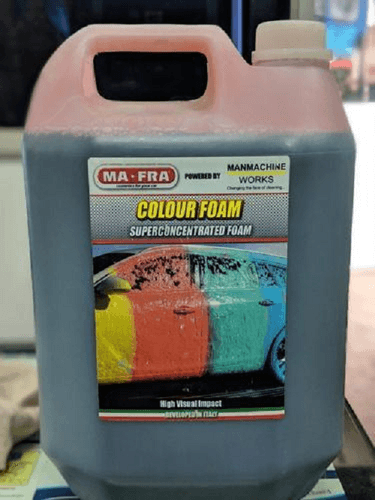 MA-FRA
cosmetics for your car
POWERED BY
MANMACHINE
WORKS
Changing the face of cleaning...
COLOUR FOAM
SUPERCONCENTRATED FOAM
High Visual Impact
DEVELOPED IN ITALY